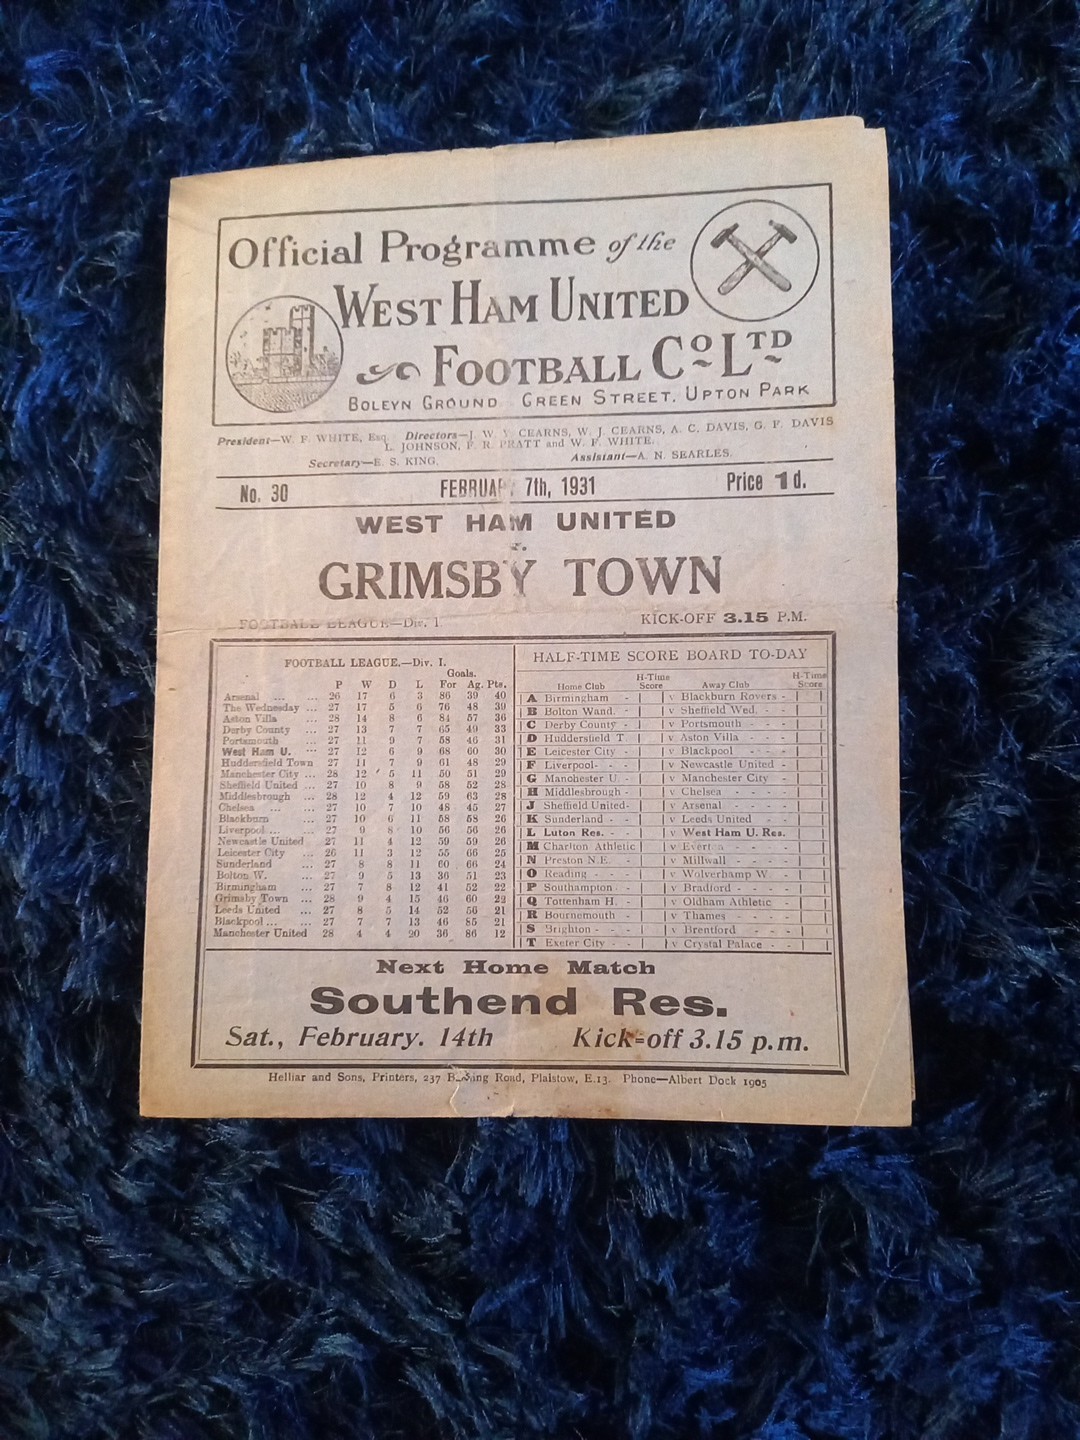 Official Programme of the
WEST HAM UNITED
FOOTBALL Co LTD
BOLEYN GROUND GREEN STREET, UPTON PARK
President—W. F. WHITE, Esq. Directors—J. W. Y. CEARNS, W. J. CEARNS, A. C. DAVIS, G. F. DAVIS
L. JOHNSON, F. R. PRATT and W. F. WHITE.
Secretary—E. S. KING. Assistant—A. N. SEARLES.
No. 30 FEBRUARY 7th, 1931 Price 1d.
WEST HAM UNITED
v.
GRIMSBY TOWN
FOOTBALL LEAGUE—Div. 1 KICK-OFF 3.15 P.M.
FOOTBALL LEAGUE.—Div. I.
Goals.
P W D L For Ag. Pts.
Arsenal ... ... 26 17 6 3 86 39 40
The Wednesday ... 27 17 5 6 76 48 39
Aston Villa ... 28 14 8 6 84 57 36
Derby County ... 27 13 7 7 65 49 33
Portsmouth ... 27 11 9 7 58 46 31
West Ham U. ... 27 12 6 9 68 60 30
Huddersfield Town 27 11 7 9 61 48 29
Manchester City ... 28 12 5 11 50 51 29
Sheffield United ... 27 10 8 9 58 52 28
Middlesbrough ... 28 12 4 12 59 63 28
Chelsea ... ... 27 10 7 10 48 45 27
Blackburn ... 27 10 6 11 58 58 26
Liverpool ... ... 27 9 8 10 56 56 26
Newcastle United 27 11 4 12 59 59 26
Leicester City ... 26 11 3 12 55 66 25
Sunderland ... 27 8 8 11 60 66 24
Bolton W. ... 27 9 5 13 36 51 23
Birmingham ... 27 7 8 12 41 52 22
Grimsby Town ... 28 9 4 15 46 60 22
Leeds United ... 27 8 5 14 52 56 21
Blackpool ... ... 27 7 7 13 46 85 21
Manchester United 28 4 4 20 36 86 12
HALF-TIME SCORE BOARD TO-DAY
Home Club H-Time Score Away Club H-Time Score
A Birmingham - v Blackburn Rovers -
B Bolton Wand. - v Sheffield Wed. - -
C Derby County - v Portsmouth - - -
D Huddersfield T. v Aston Villa - - -
E Leicester City - v Blackpool - - -
F Liverpool - - v Newcastle United -
G Manchester U. - v Manchester City -
H Middlesbrough - v Chelsea - - - -
J Sheffield United- v Arsenal - - - -
K Sunderland - - v Leeds United - -
L Luton Res. - - v West Ham U. Res.
M Charlton Athletic v Everton - - - -
N Preston N.E. - v Millwall - - - -
O Reading - - - v Wolverhamp W. -
P Southampton - v Bradford - - - -
Q Tottenham H. - v Oldham Athletic -
R Bournemouth - v Thames - - - -
S Brighton - - - v Brentford - - -
T Exeter City - - v Crystal Palace - -
Next Home Match
Southend Res.
Sat., February. 14th Kick-off 3.15 p.m.
Helliar and Sons, Printers, 237 Road, Plaistow, E.13. Phone—Albert Dock 1905